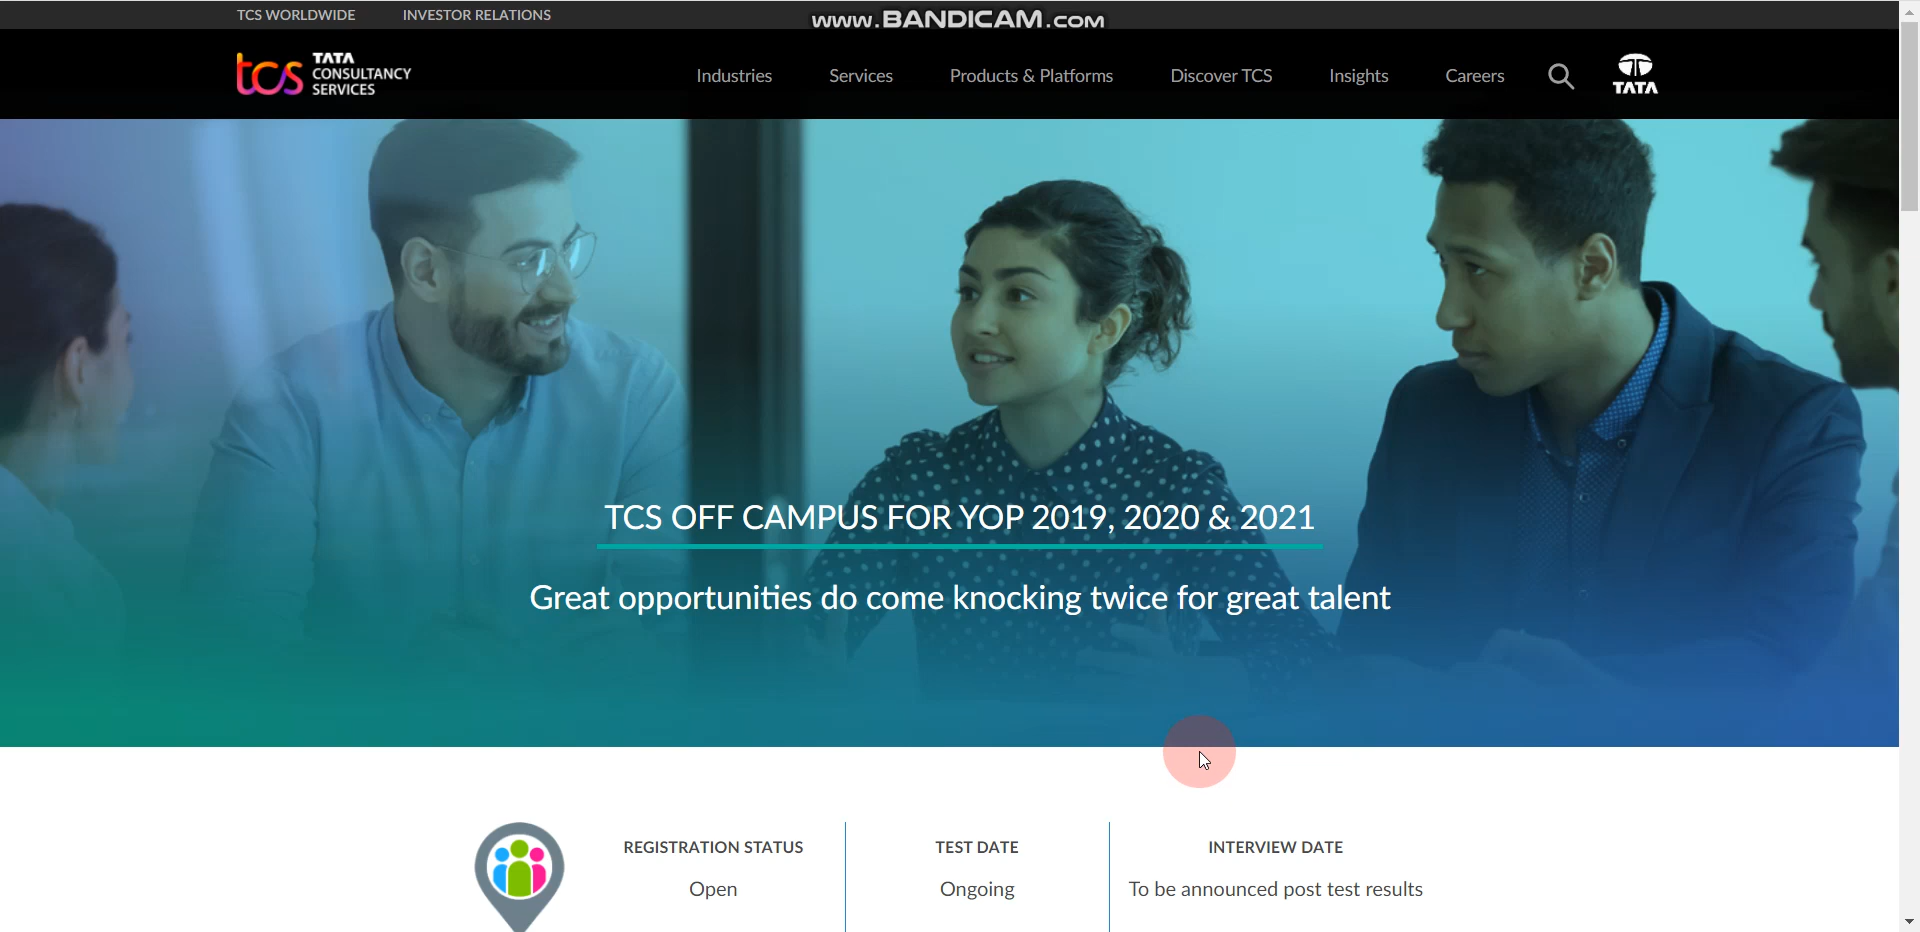 TCS WORLDWIDE INVESTOR RELATIONS www.BANDICAM.com
tcs TATA CONSULTANCY SERVICES
Industries Services Products & Platforms Discover TCS Insights Careers TATA
TCS OFF CAMPUS FOR YOP 2019, 2020 & 2021
Great opportunities do come knocking twice for great talent
REGISTRATION STATUS TEST DATE INTERVIEW DATE
Open Ongoing To be announced post test results